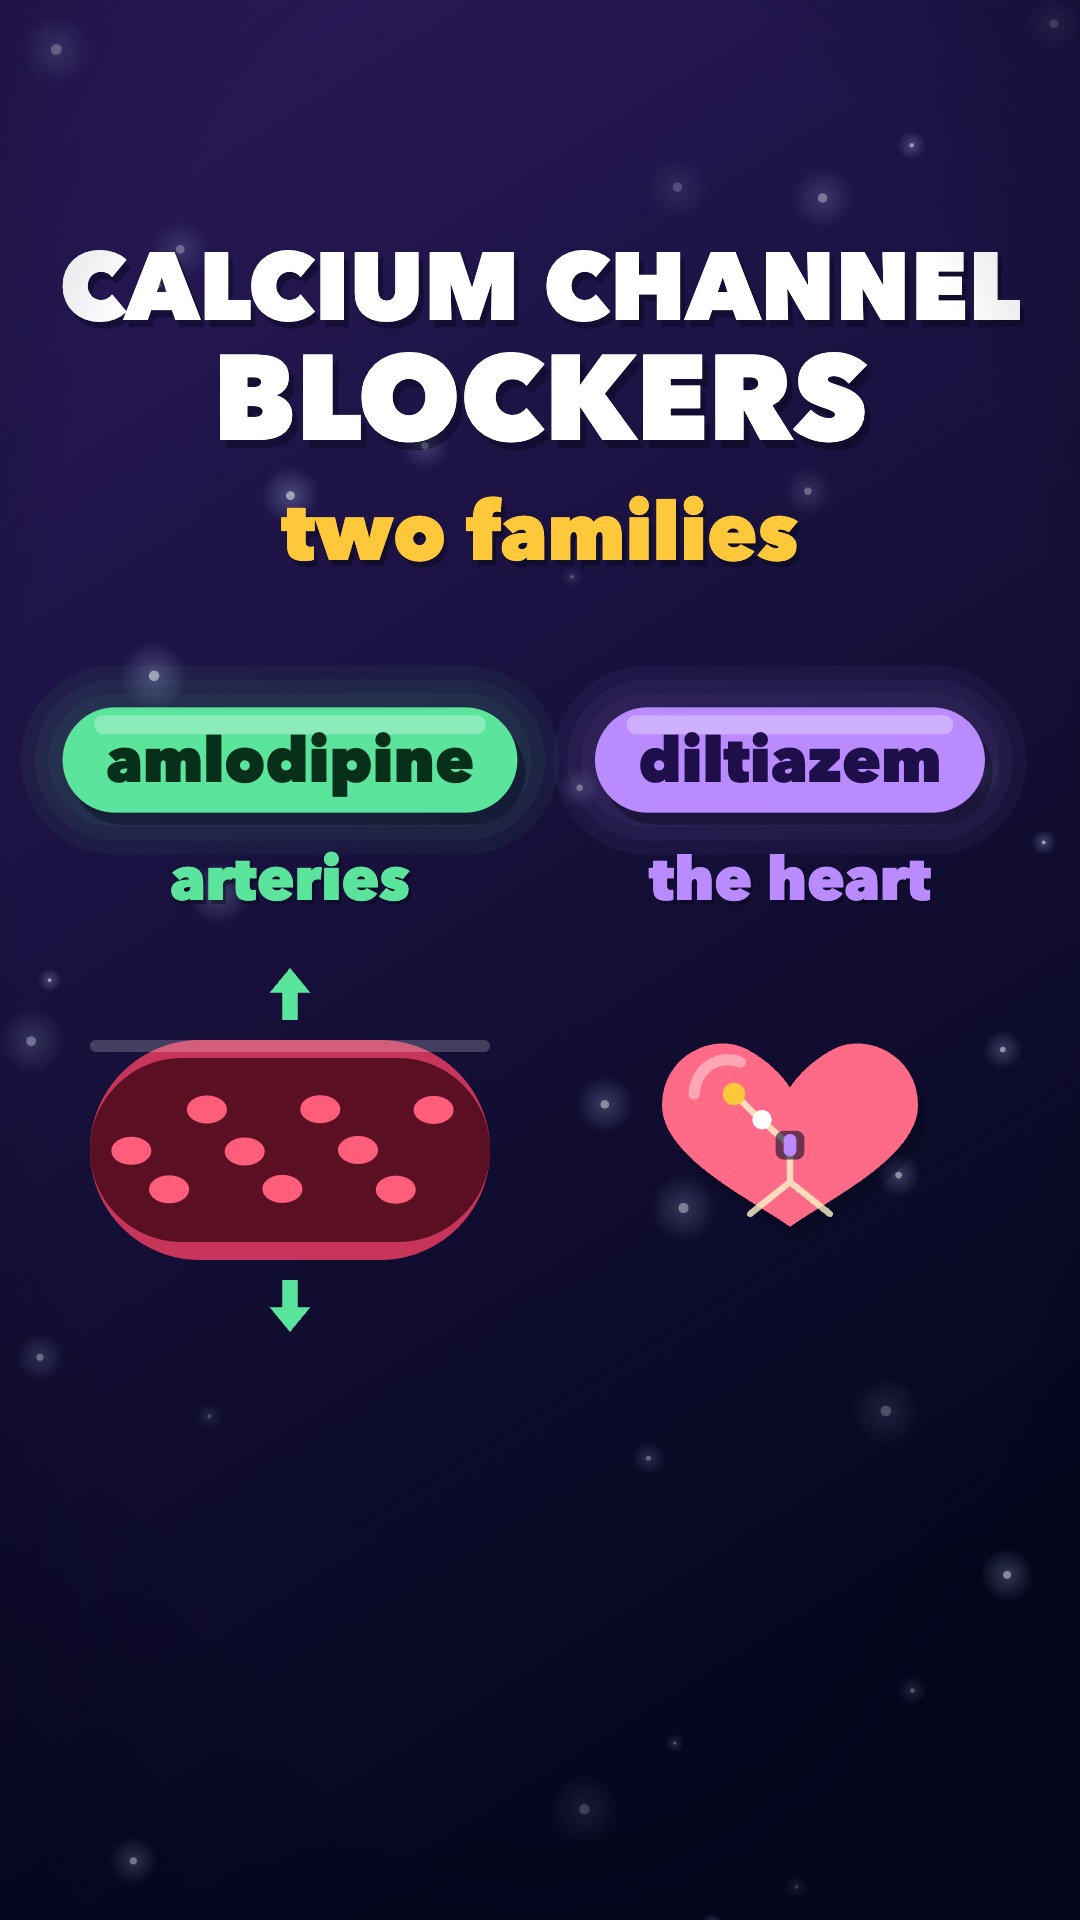 CALCIUM CHANNEL
BLOCKERS
two families
amlodipine
diltiazem
arteries
the heart